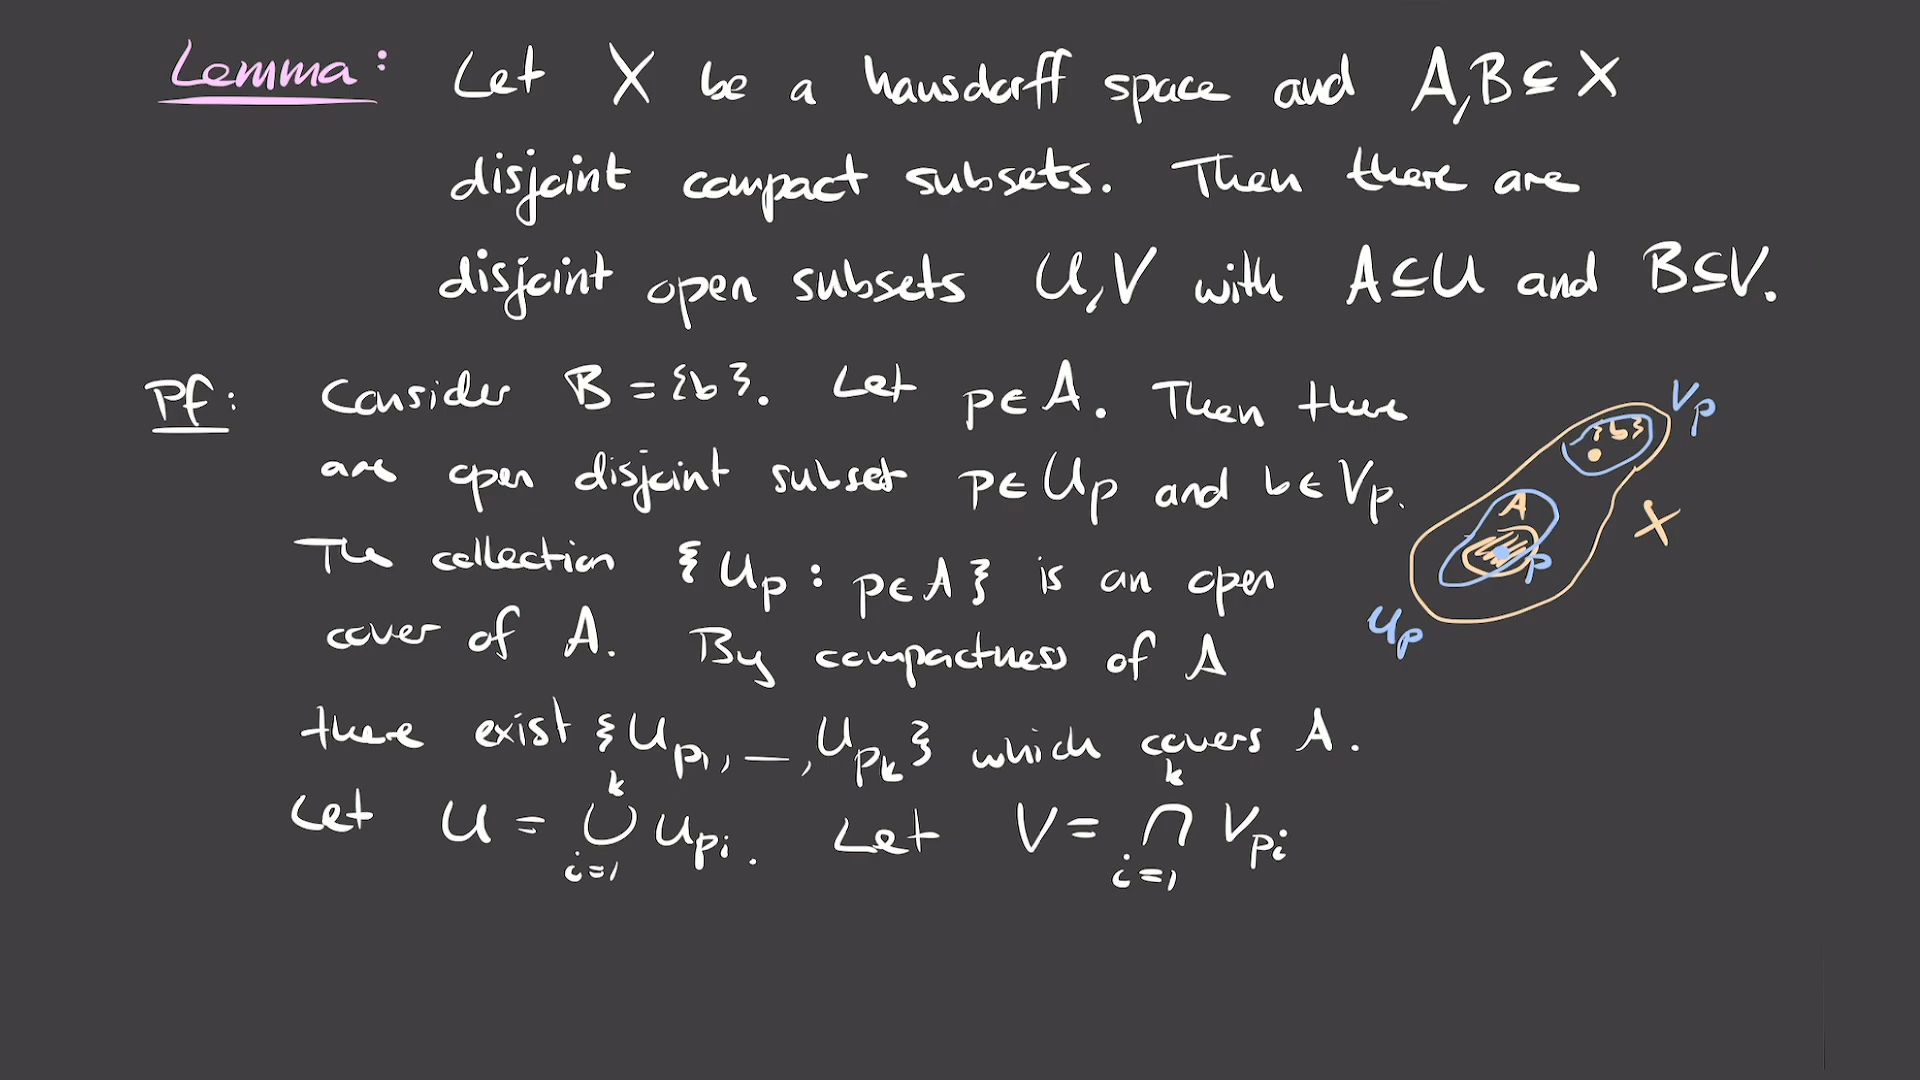 Lemma: Let X be a hausdorff space and A,B ⊆ X
disjoint compact subsets. Then there are
disjoint open subsets U,V with A⊆U and B⊆V.
Pf: Consider B = {b}. Let p∈A. Then there
are open disjoint subset p∈U_p and b∈V_p.
The collection {U_p : p∈A} is an open
cover of A. By compactness of A
there exist {U_{p_1}, —, U_{p_k}} which covers A.
Let U = ⋃_{i=1}^{k} U_{p_i}. Let V = ⋂_{i=1}^{k} V_{p_i}
V_p
{b}
A
X
p
U_p